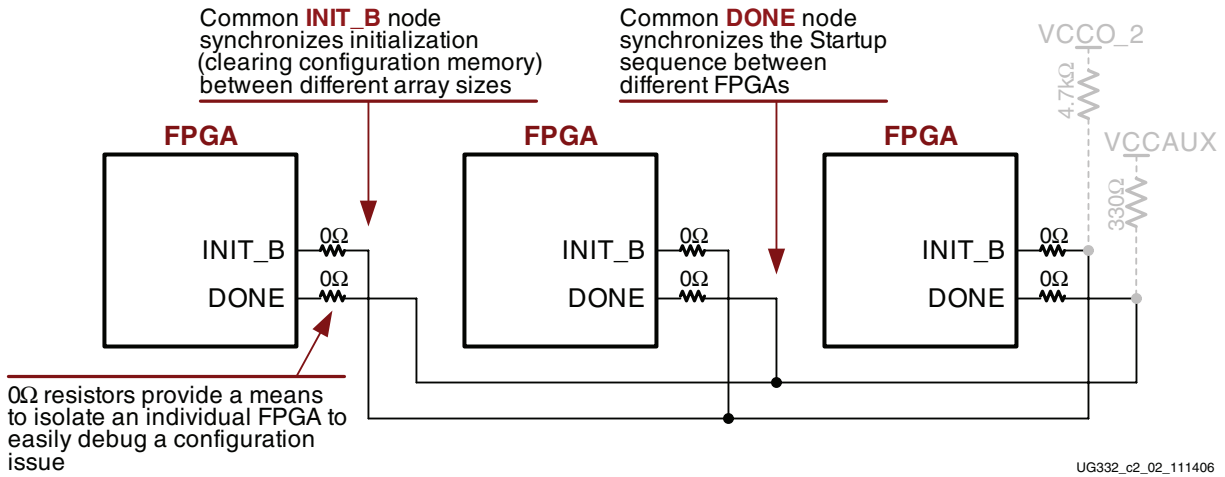 Common INIT_B node
synchronizes initialization
(clearing configuration memory)
between different array sizes
Common DONE node
synchronizes the Startup
sequence between
different FPGAs
VCCO_2
4.7kΩ
VCCAUX
330Ω
FPGA
FPGA
FPGA
INIT_B
0Ω
DONE
0Ω
INIT_B
0Ω
DONE
0Ω
INIT_B
0Ω
DONE
0Ω
0Ω resistors provide a means
to isolate an individual FPGA to
easily debug a configuration
issue
UG332_c2_02_111406